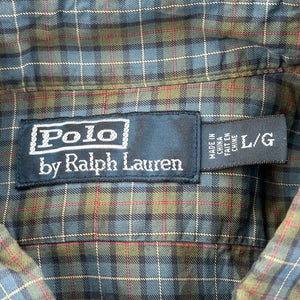 Polo
by Ralph Lauren
MADE IN
CHINA
FAIT EN
CHINE
L/G